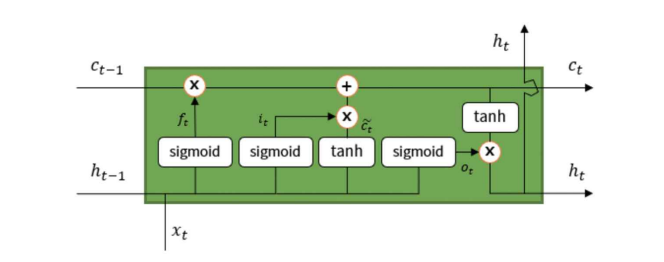 h_t
c_{t-1}
c_t
x
+
f_t
i_t
x
c̃_t
tanh
sigmoid
sigmoid
tanh
sigmoid
x
o_t
h_{t-1}
h_t
x_t